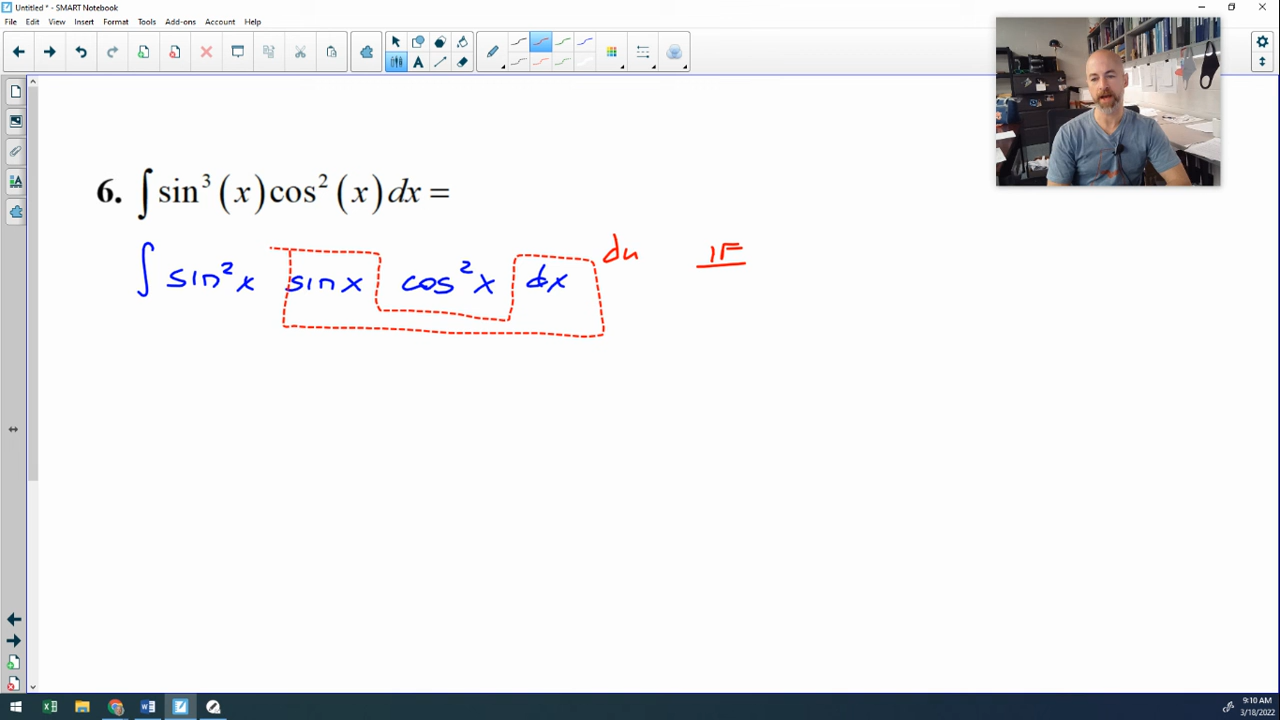 Untitled * - SMART Notebook
File Edit View Insert Format Tools Add-ons Account Help
6. ∫ sin³ (x) cos² (x) dx =
∫ sin²x sin x cos²x dx du IF
9:10 AM
3/18/2022